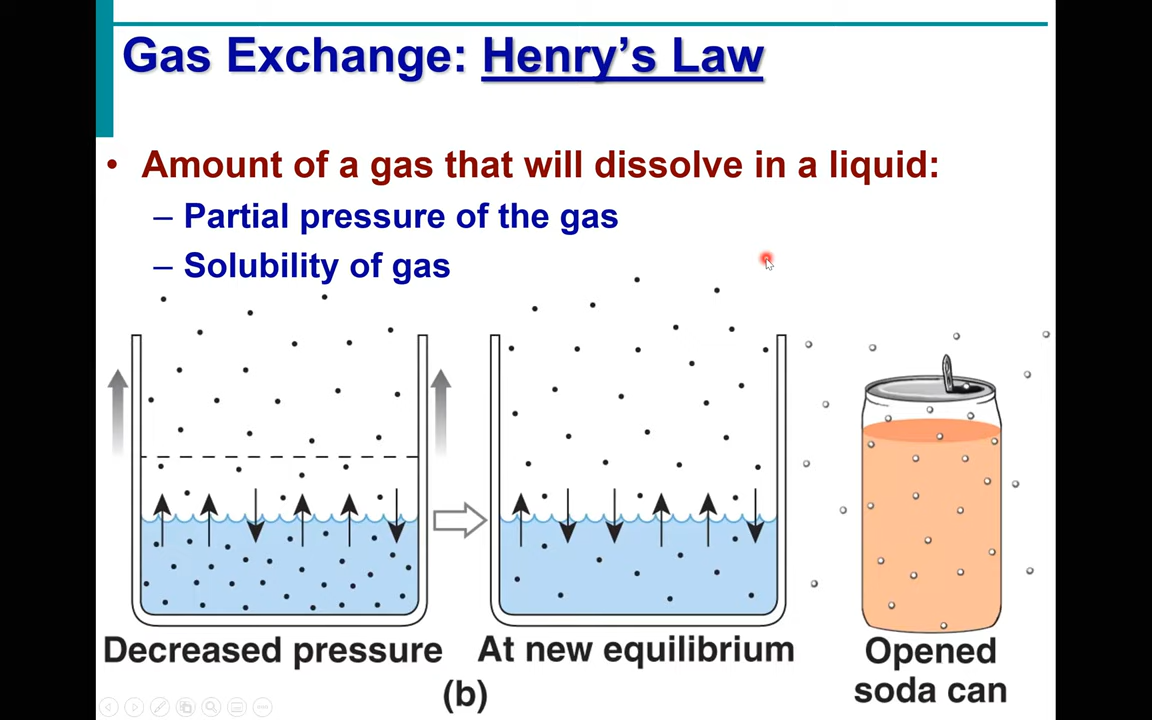 Gas Exchange: Henry's Law
• Amount of a gas that will dissolve in a liquid:
– Partial pressure of the gas
– Solubility of gas
Decreased pressure
At new equilibrium
Opened
soda can
(b)